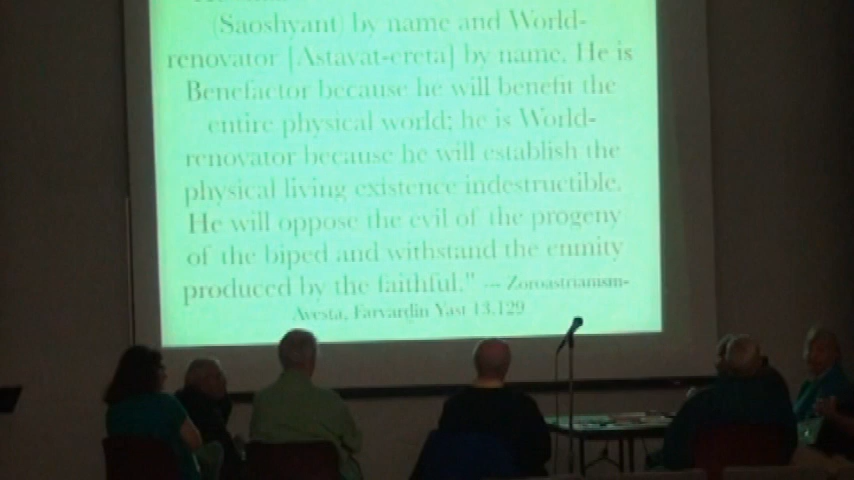 (Saoshyant) by name and World-
renovator [Astavat-ereta] by name. He is
Benefactor because he will benefit the
entire physical world; he is World-
renovator because he will establish the
physical living existence indestructible.
He will oppose the evil of the progeny
of the biped and withstand the enmity
produced by the faithful." --- Zoroastrianism-
Avesta, Farvardin Yast 13.129